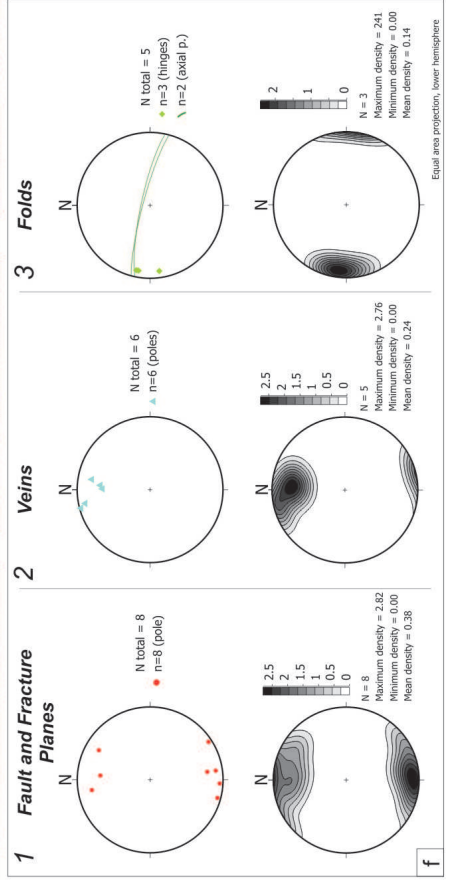 1
Fault and Fracture
Planes
N
N total = 8
n=8 (pole)
N
2.5
2
1.5
1
0.5
0
N = 8
Maximum density = 2.82
Minimum density = 0.00
Mean density = 0.38
2
Veins
N
N total = 6
n=6 (poles)
N
2.5
2
1.5
1
0.5
0
N = 5
Maximum density = 2.76
Minimum density = 0.00
Mean density = 0.24
3
Folds
N
N total = 5
n=3 (hinges)
n=2 (axial p.)
N
2
1
0
N = 3
Maximum density = 241
Minimum density = 0.00
Mean density = 0.14
Equal area projection, lower hemisphere
f